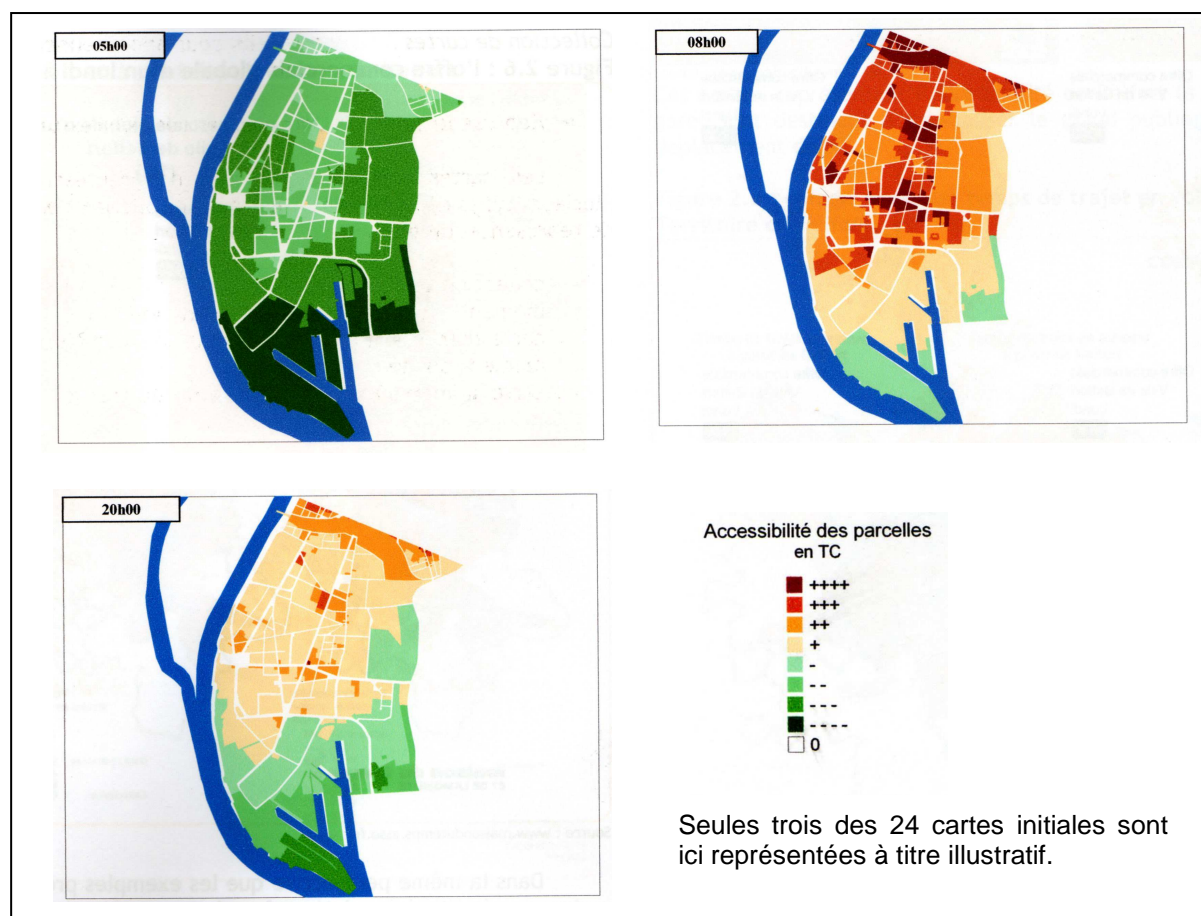 05h00
08h00
20h00
Accessibilité des parcelles
en TC
++++
+++
++
+
-
- -
- - -
- - - -
0
Seules trois des 24 cartes initiales sont
ici représentées à titre illustratif.